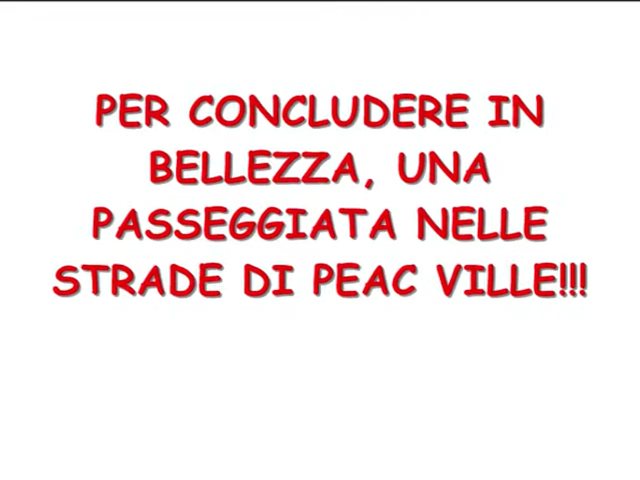 PER CONCLUDERE IN
BELLEZZA, UNA
PASSEGGIATA NELLE
STRADE DI PEAC VILLE!!!